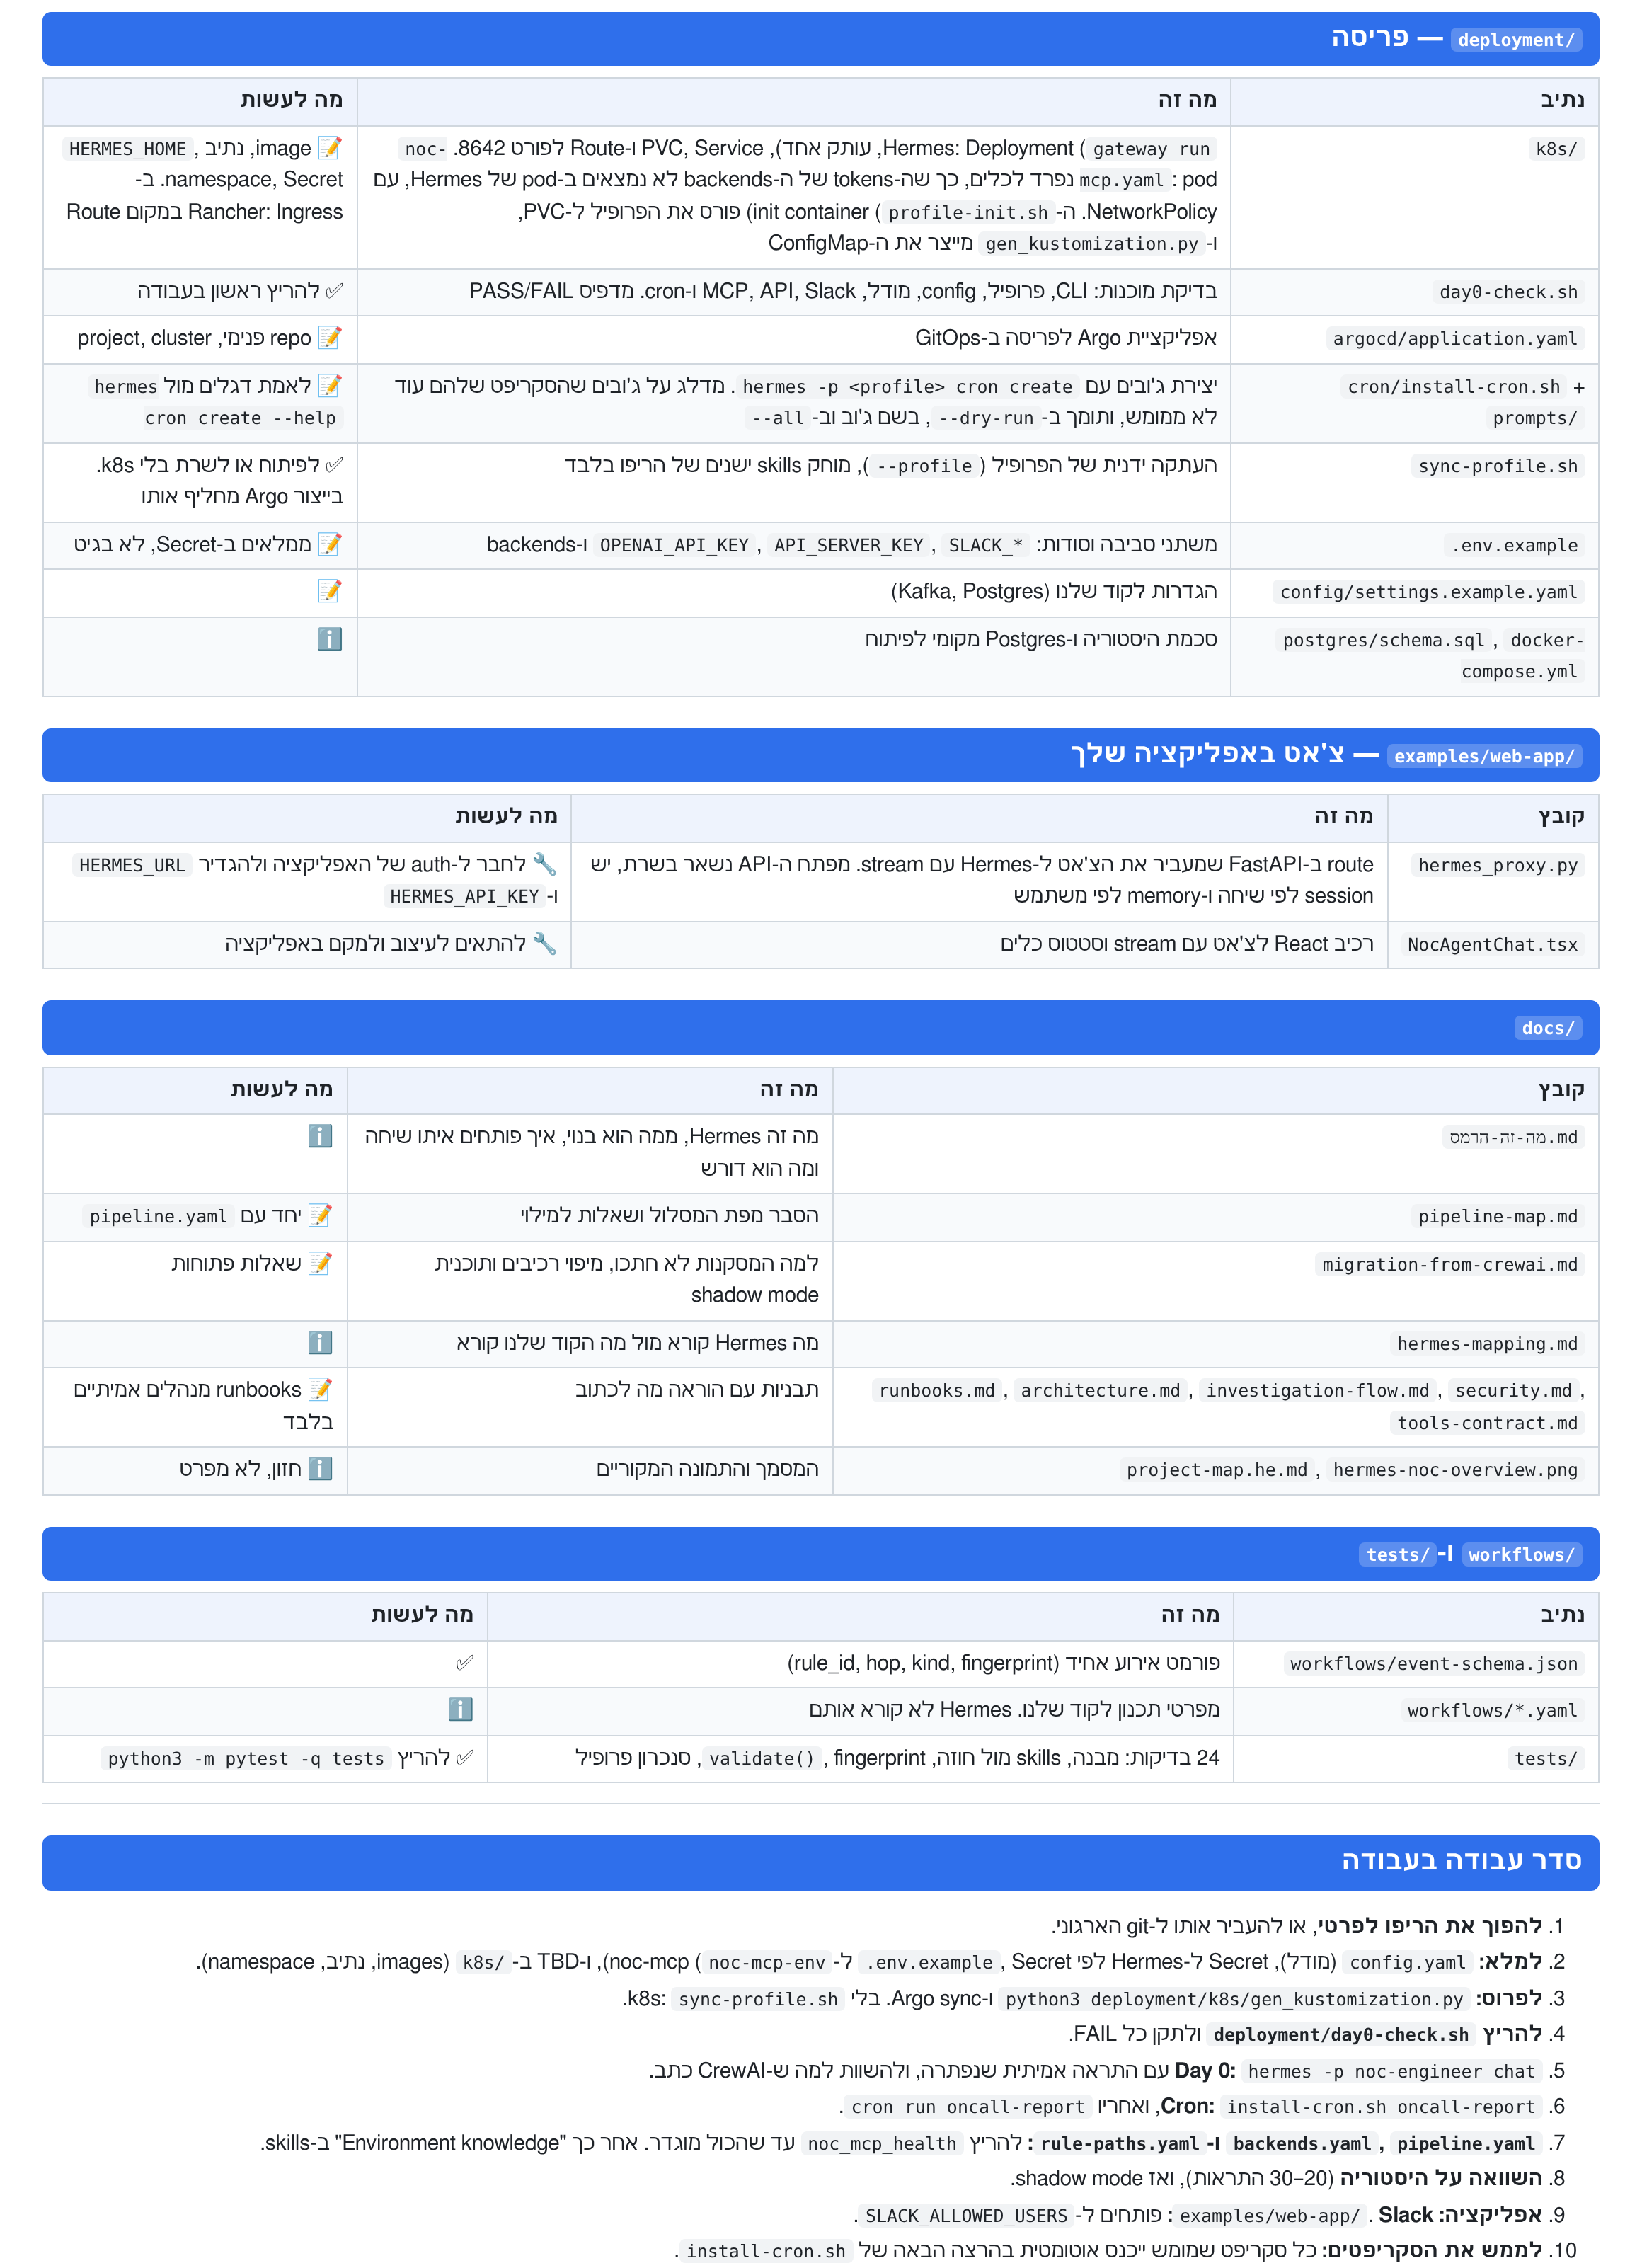 deployment/ — פריסה
נתיב	מה זה	מה לעשות
k8s/	Hermes: Deployment (gateway run, עותק אחד), PVC, Service ו-Route לפורט 8642. noc-	📝 image, נתיב HERMES_HOME,
mcp.yaml: pod נפרד לכלים, כך שה-tokens של ה-backends לא נמצאים ב-pod של Hermes, עם	namespace, Secret. ב-
NetworkPolicy. ה-init container (profile-init.sh) פורס את הפרופיל ל-PVC,	Rancher: Ingress במקום Route
ו-gen_kustomization.py מייצר את ה-ConfigMap
day0-check.sh	בדיקת מוכנות: CLI, פרופיל, config, מודל, MCP, API, Slack ו-cron. מדפיס PASS/FAIL	✅ להריץ ראשון בעבודה
argocd/application.yaml	אפליקציית Argo לפריסה ב-GitOps	📝 repo פנימי, project, cluster
cron/install-cron.sh +	יצירת ג'ובים עם hermes -p <profile> cron create. מדלג על ג'ובים שהסקריפט שלהם עוד	📝 לאמת דגלים מול hermes
prompts/	לא ממומש, ותומך ב---dry-run, בשם ג'וב וב---all	cron create --help
sync-profile.sh	העתקה ידנית של הפרופיל (--profile), מוחק skills ישנים של הריפו בלבד	✅ לפיתוח או לשרת בלי k8s.
בייצור Argo מחליף אותו
.env.example	משתני סביבה וסודות: OPENAI_API_KEY, API_SERVER_KEY, SLACK_* ו-backends	📝 ממלאים ב-Secret, לא בגיט
config/settings.example.yaml	הגדרות לקוד שלנו (Kafka, Postgres)	📝
postgres/schema.sql, docker-	סכמת היסטוריה ו-Postgres מקומי לפיתוח	ℹ️
compose.yml
examples/web-app/ — צ'אט באפליקציה שלך
קובץ	מה זה	מה לעשות
hermes_proxy.py	route ב-FastAPI שמעביר את הצ'אט ל-Hermes עם stream. מפתח ה-API נשאר בשרת, יש	🔧 לחבר ל-auth של האפליקציה ולהגדיר HERMES_URL
session לפי שיחה ו-memory לפי משתמש	ו-HERMES_API_KEY
NocAgentChat.tsx	רכיב React לצ'אט עם stream וסטטוס כלים	🔧 להתאים לעיצוב ולמקם באפליקציה
docs/
קובץ	מה זה	מה לעשות
מה-זה-הרמס.md	מה זה Hermes, ממה הוא בנוי, איך פותחים איתו שיחה	ℹ️
ומה הוא דורש
pipeline-map.md	הסבר מפת המסלול ושאלות למילוי	📝 יחד עם pipeline.yaml
migration-from-crewai.md	למה המסקנות לא חתכו, מיפוי רכיבים ותוכנית	📝 שאלות פתוחות
shadow mode
hermes-mapping.md	מה Hermes קורא מול מה הקוד שלנו קורא	ℹ️
runbooks.md, architecture.md, investigation-flow.md, security.md,	תבניות עם הוראה מה לכתוב	📝 runbooks מנהלים אמיתיים
tools-contract.md	בלבד
project-map.he.md, hermes-noc-overview.png	המסמך והתמונה המקוריים	ℹ️ חזון, לא מפרט
workflows/ ו-tests/
נתיב	מה זה	מה לעשות
workflows/event-schema.json	פורמט אירוע אחיד (rule_id, hop, kind, fingerprint)	✅
workflows/*.yaml	מפרטי תכנון לקוד שלנו. Hermes לא קורא אותם	ℹ️
tests/	24 בדיקות: מבנה, skills מול חוזה, validate(), fingerprint, סנכרון פרופיל	✅ להריץ python3 -m pytest -q tests
סדר עבודה בעבודה
1. להפוך את הריפו לפרטי, או להעביר אותו ל-git הארגוני.
2. למלא: config.yaml (מודל), Secret ל-Hermes לפי .env.example, Secret ל-noc-mcp (noc-mcp-env), ו-TBD ב-k8s/ (images, נתיב, namespace).
3. לפרוס: python3 deployment/k8s/gen_kustomization.py ו-Argo sync. בלי k8s: sync-profile.sh.
4. להריץ deployment/day0-check.sh ולתקן כל FAIL.
5. Day 0: hermes -p noc-engineer chat עם התראה אמיתית שנפתרה, ולהשוות למה ש-CrewAI כתב.
6. Cron: install-cron.sh oncall-report, ואחריו cron run oncall-report.
7. pipeline.yaml, backends.yaml ו-rule-paths.yaml: להריץ noc_mcp_health עד שהכול מוגדר. אחר כך "Environment knowledge" ב-skills.
8. השוואה על היסטוריה (20–30 התראות), ואז shadow mode.
9. אפליקציה: examples/web-app/. Slack: פותחים ל-SLACK_ALLOWED_USERS.
10. לממש את הסקריפטים: כל סקריפט שמומש ייכנס אוטומטית בהרצה הבאה של install-cron.sh.